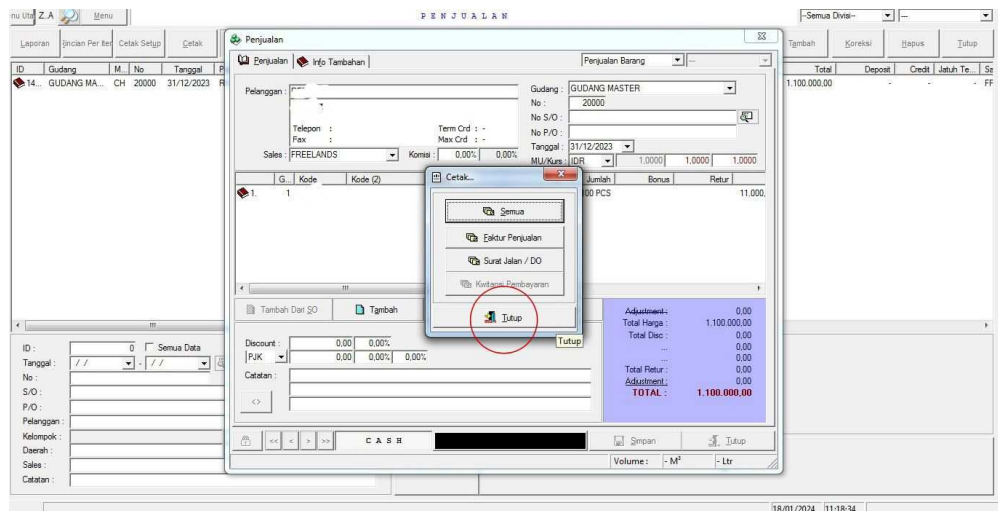 nu Uta Z..A Menu PENJUALAN --Semua Divisi-- --
Laporan Rincian Per Iter Cetak Setup Cetak Tambah Koreksi Hapus Tutup
ID Gudang M... No Tanggal Total Deposit Credit Jatuh Te...
14... GUDANG MA... CH 20000 31/12/2023 1.100.000,00 - - - FF
Penjualan
Penjualan Info Tambahan Penjualan Barang --
Pelanggan : Gudang : GUDANG MASTER
No : 20000
No S/O :
Telepon : Term Crd : - No P/O :
Fax : Max Crd : - Tanggal : 31/12/2023
Sales : FREELANDS Komisi : 0,00% 0,00% MU/Kurs : IDR 1,0000 1,0000 1,0000
G... Kode Kode (2) Jumlah Bonus Retur
1. 1 00 PCS 11.000,
Cetak...
Semua
Faktur Penjualan
Surat Jalan / DO
Kwitansi Pembayaran
Tutup
Tutup
Tambah Dari SO Tambah
Adjustment : 0,00
Total Harga : 1.100.000,00
Total Disc : 0,00
... 0,00
... 0,00
Total Retur : 0,00
Adjustment : 0,00
TOTAL : 1.100.000,00
Discount : 0,00 0,00%
PJK 0,00 0,00% 0,00%
Catatan :
<>
<< < > >> CASH Simpan Tutup
Volume : - M³ - Ltr
ID : 0 Semua Data
Tanggal : / / - / /
No :
S/O :
P/O :
Pelanggan :
Kelompok :
Daerah :
Sales :
Catatan :
18/01/2024 11:18:34